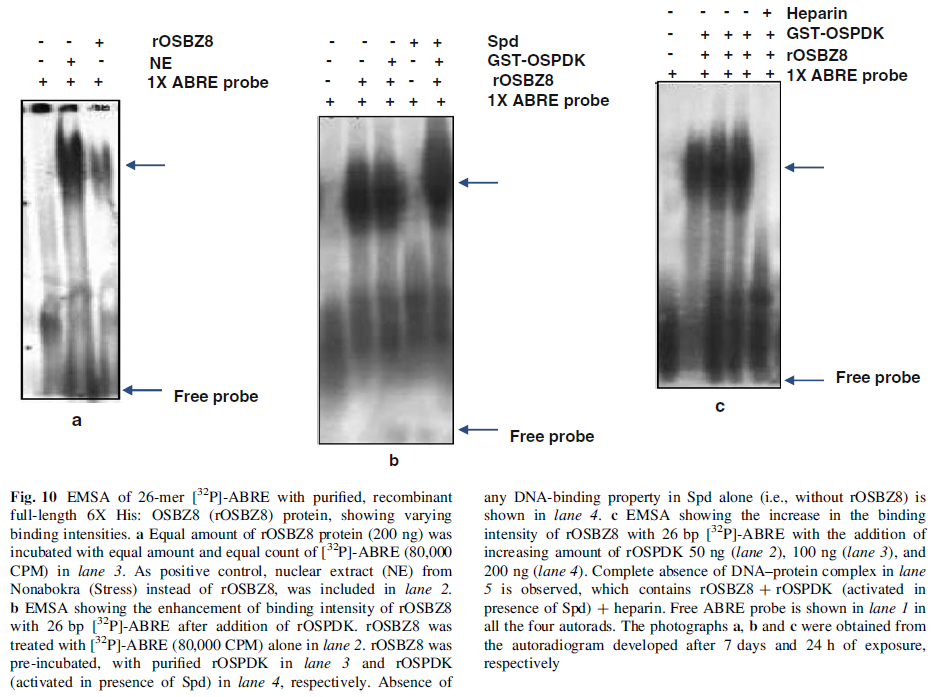 - - + rOSBZ8
- + - NE
+ + + 1X ABRE probe
Free probe
a
- - - + + Spd
- - + - + GST-OSPDK
- + + - + rOSBZ8
+ + + + + 1X ABRE probe
Free probe
b
- - - - + Heparin
- + + + + GST-OSPDK
- + + + + rOSBZ8
+ + + + + 1X ABRE probe
Free probe
c
Fig. 10 EMSA of 26-mer [³²P]-ABRE with purified, recombinant
full-length 6X His: OSBZ8 (rOSBZ8) protein, showing varying
binding intensities. a Equal amount of rOSBZ8 protein (200 ng) was
incubated with equal amount and equal count of [³²P]-ABRE (80,000
CPM) in lane 3. As positive control, nuclear extract (NE) from
Nonabokra (Stress) instead of rOSBZ8, was included in lane 2.
b EMSA showing the enhancement of binding intensity of rOSBZ8
with 26 bp [³²P]-ABRE after addition of rOSPDK. rOSBZ8 was
treated with [³²P]-ABRE (80,000 CPM) alone in lane 2. rOSBZ8 was
pre-incubated, with purified rOSPDK in lane 3 and rOSPDK
(activated in presence of Spd) in lane 4, respectively. Absence of
any DNA-binding property in Spd alone (i.e., without rOSBZ8) is
shown in lane 4. c EMSA showing the increase in the binding
intensity of rOSBZ8 with 26 bp [³²P]-ABRE with the addition of
increasing amount of rOSPDK 50 ng (lane 2), 100 ng (lane 3), and
200 ng (lane 4). Complete absence of DNA–protein complex in lane
5 is observed, which contains rOSBZ8 + rOSPDK (activated in
presence of Spd) + heparin. Free ABRE probe is shown in lane 1 in
all the four autorads. The photographs a, b and c were obtained from
the autoradiogram developed after 7 days and 24 h of exposure,
respectively